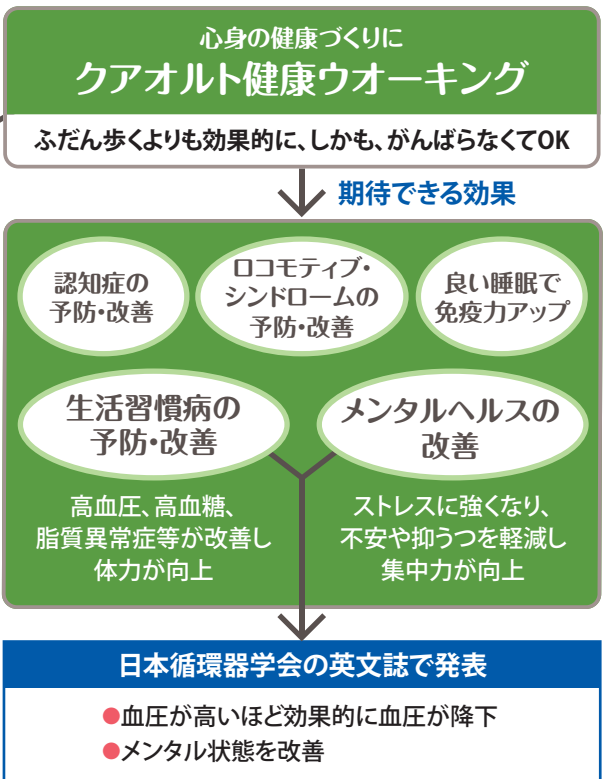 心身の健康づくりに
クアオルト健康ウオーキング
ふだん歩くよりも効果的に、しかも、がんばらなくてOK
期待できる効果
認知症の
予防・改善
ロコモティブ・
シンドロームの
予防・改善
良い睡眠で
免疫力アップ
生活習慣病の
予防・改善
メンタルヘルスの
改善
高血圧、高血糖、
脂質異常症等が改善し
体力が向上
ストレスに強くなり、
不安や抑うつを軽減し
集中力が向上
日本循環器学会の英文誌で発表
●血圧が高いほど効果的に血圧が降下
●メンタル状態を改善